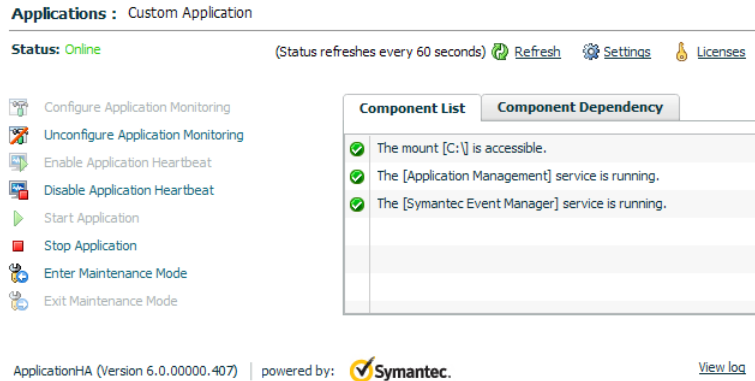 Applications : Custom Application
Status: Online (Status refreshes every 60 seconds) Refresh Settings Licenses
Configure Application Monitoring
Unconfigure Application Monitoring
Enable Application Heartbeat
Disable Application Heartbeat
Start Application
Stop Application
Enter Maintenance Mode
Exit Maintenance Mode
Component List Component Dependency
The mount [C:\] is accessible.
The [Application Management] service is running.
The [Symantec Event Manager] service is running.
ApplicationHA (Version 6.0.00000.407) | powered by: Symantec. View log